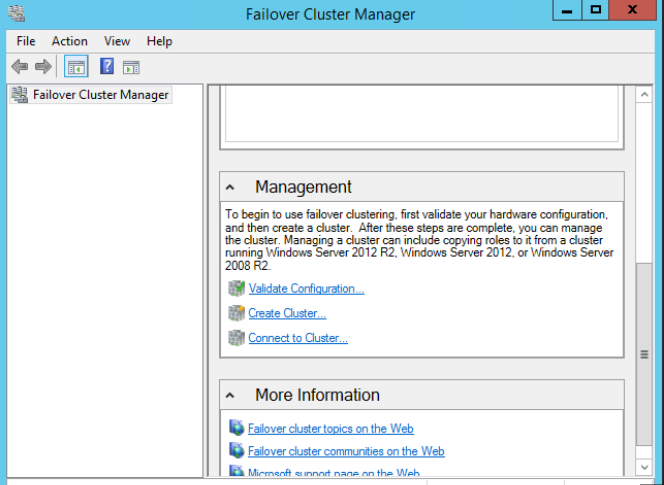 Failover Cluster Manager
File Action View Help
Failover Cluster Manager
Management
To begin to use failover clustering, first validate your hardware configuration,
and then create a cluster. After these steps are complete, you can manage
the cluster. Managing a cluster can include copying roles to it from a cluster
running Windows Server 2012 R2, Windows Server 2012, or Windows Server
2008 R2.
Validate Configuration...
Create Cluster...
Connect to Cluster...
More Information
Failover cluster topics on the Web
Failover cluster communities on the Web
Microsoft support page on the Web